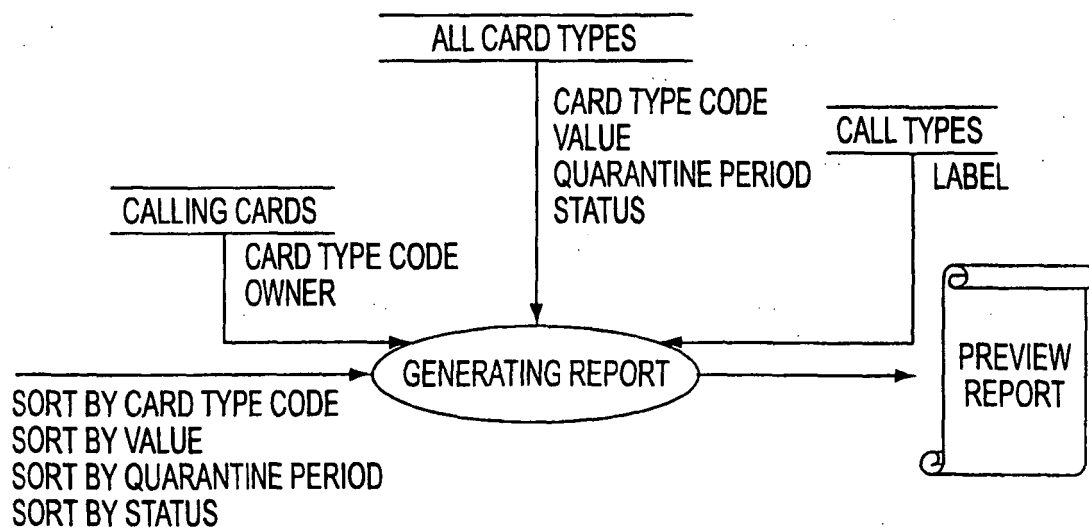 ALL CARD TYPES
CARD TYPE CODE
VALUE
QUARANTINE PERIOD
STATUS
CALL TYPES
LABEL
CALLING CARDS
CARD TYPE CODE
OWNER
GENERATING REPORT
PREVIEW
REPORT
SORT BY CARD TYPE CODE
SORT BY VALUE
SORT BY QUARANTINE PERIOD
SORT BY STATUS